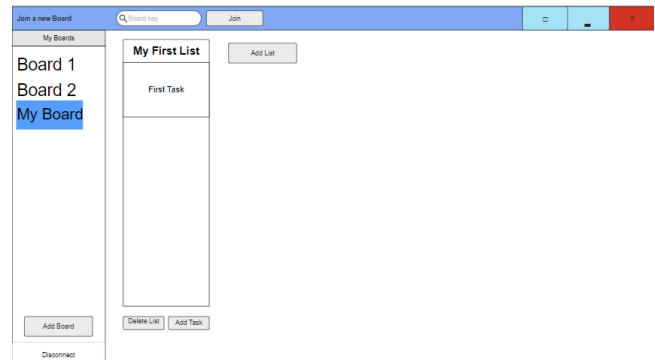 Join a new Board
Board key
Join
X
My Boards
Board 1
Board 2
My Board
Add Board
Disconnect
My First List
First Task
Delete List
Add Task
Add List